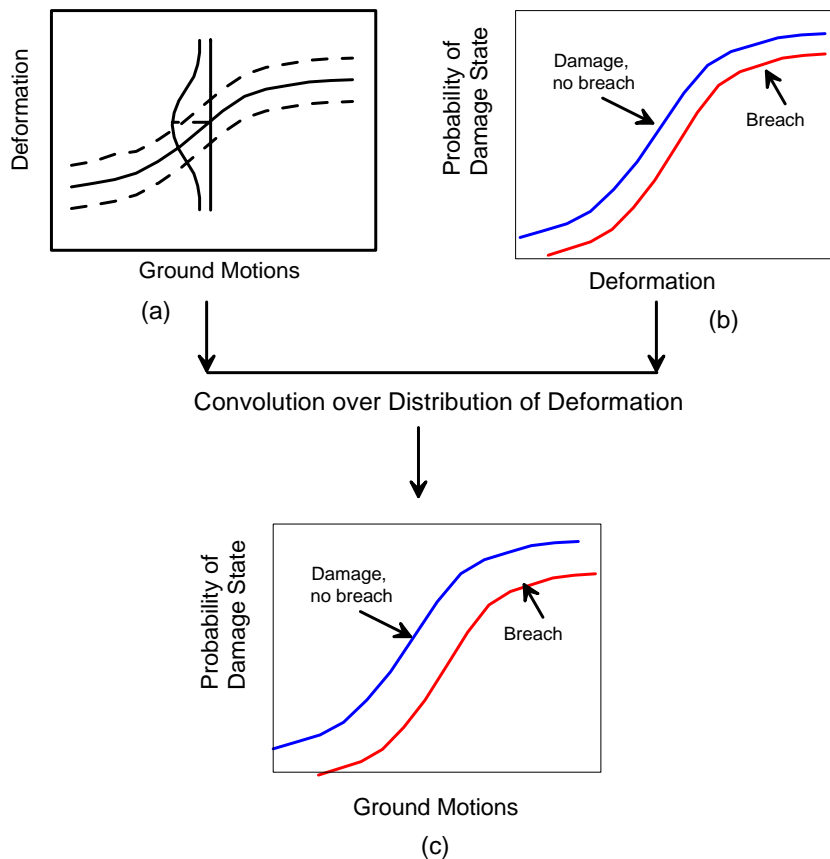 Deformation
Ground Motions
(a)
Probability of
Damage State
Damage,
no breach
Breach
Deformation
(b)
Convolution over Distribution of Deformation
Probability of
Damage State
Damage,
no breach
Breach
Ground Motions
(c)